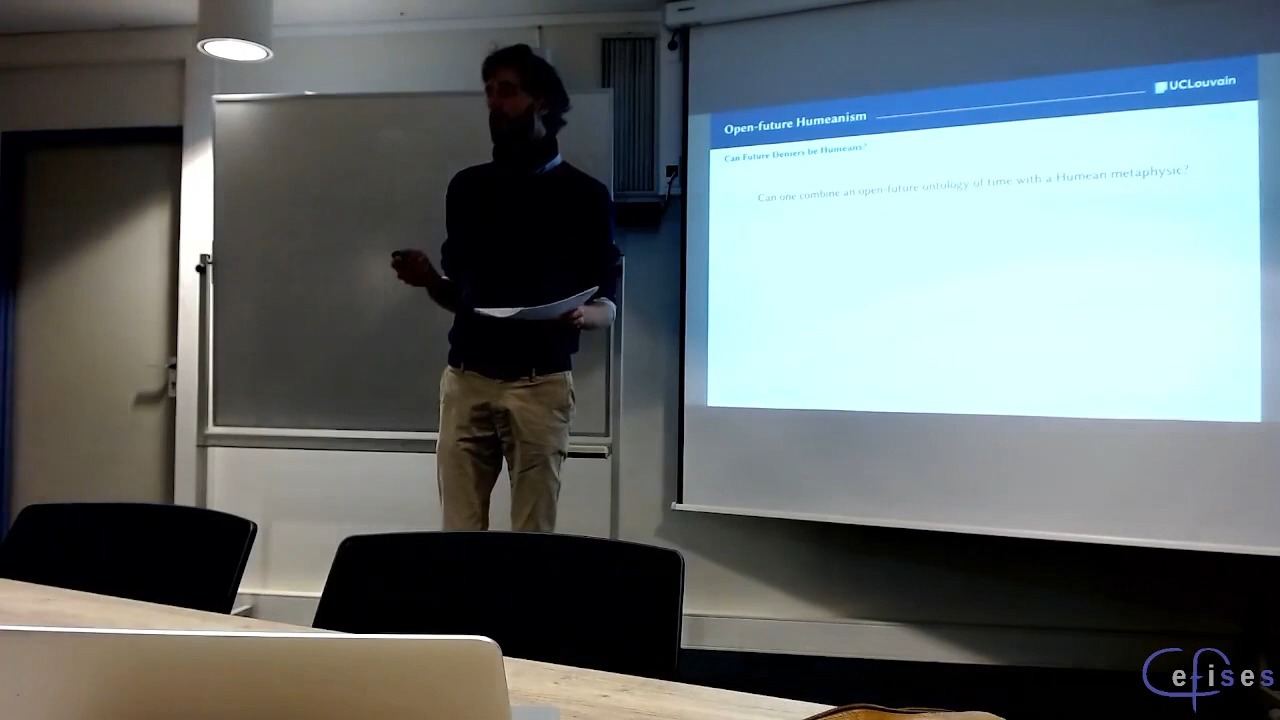 UCLouvain
Open-future Humeanism
Can Future Deniers be Humeans?
Can one combine an open-future ontology of time with a Humean metaphysic?
Cefises